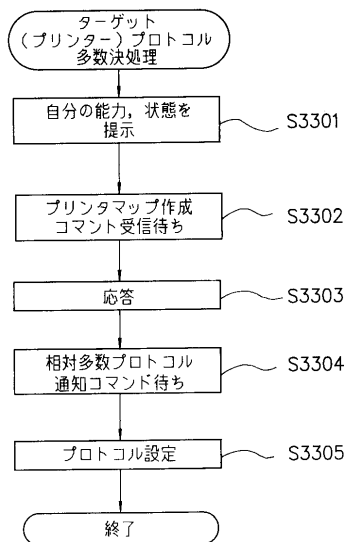 ターゲット
(プリンター)プロトコル
多数決処理
自分の能力,状態を
提示
S3301
プリンタマップ作成
コマント受信待ち
S3302
応答
S3303
相対多数プロトコル
通知コマンド待ち
S3304
プロトコル設定
S3305
終了